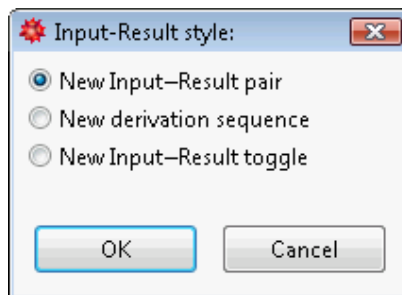 Input-Result style:
New Input—Result pair
New derivation sequence
New Input—Result toggle
OK
Cancel